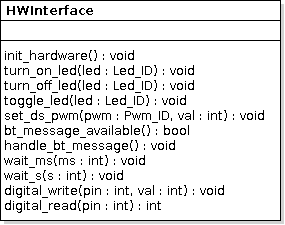 HWInterface
init_hardware() : void
turn_on_led(led : Led_ID) : void
turn_off_led(led : Led_ID) : void
toggle_led(led : Led_ID) : void
set_ds_pwm(pwm : Pwm_ID, val : int) : void
bt_message_available() : bool
handle_bt_message() : void
wait_ms(ms : int) : void
wait_s(s : int) : void
digital_write(pin : int, val : int) : void
digital_read(pin : int) : int